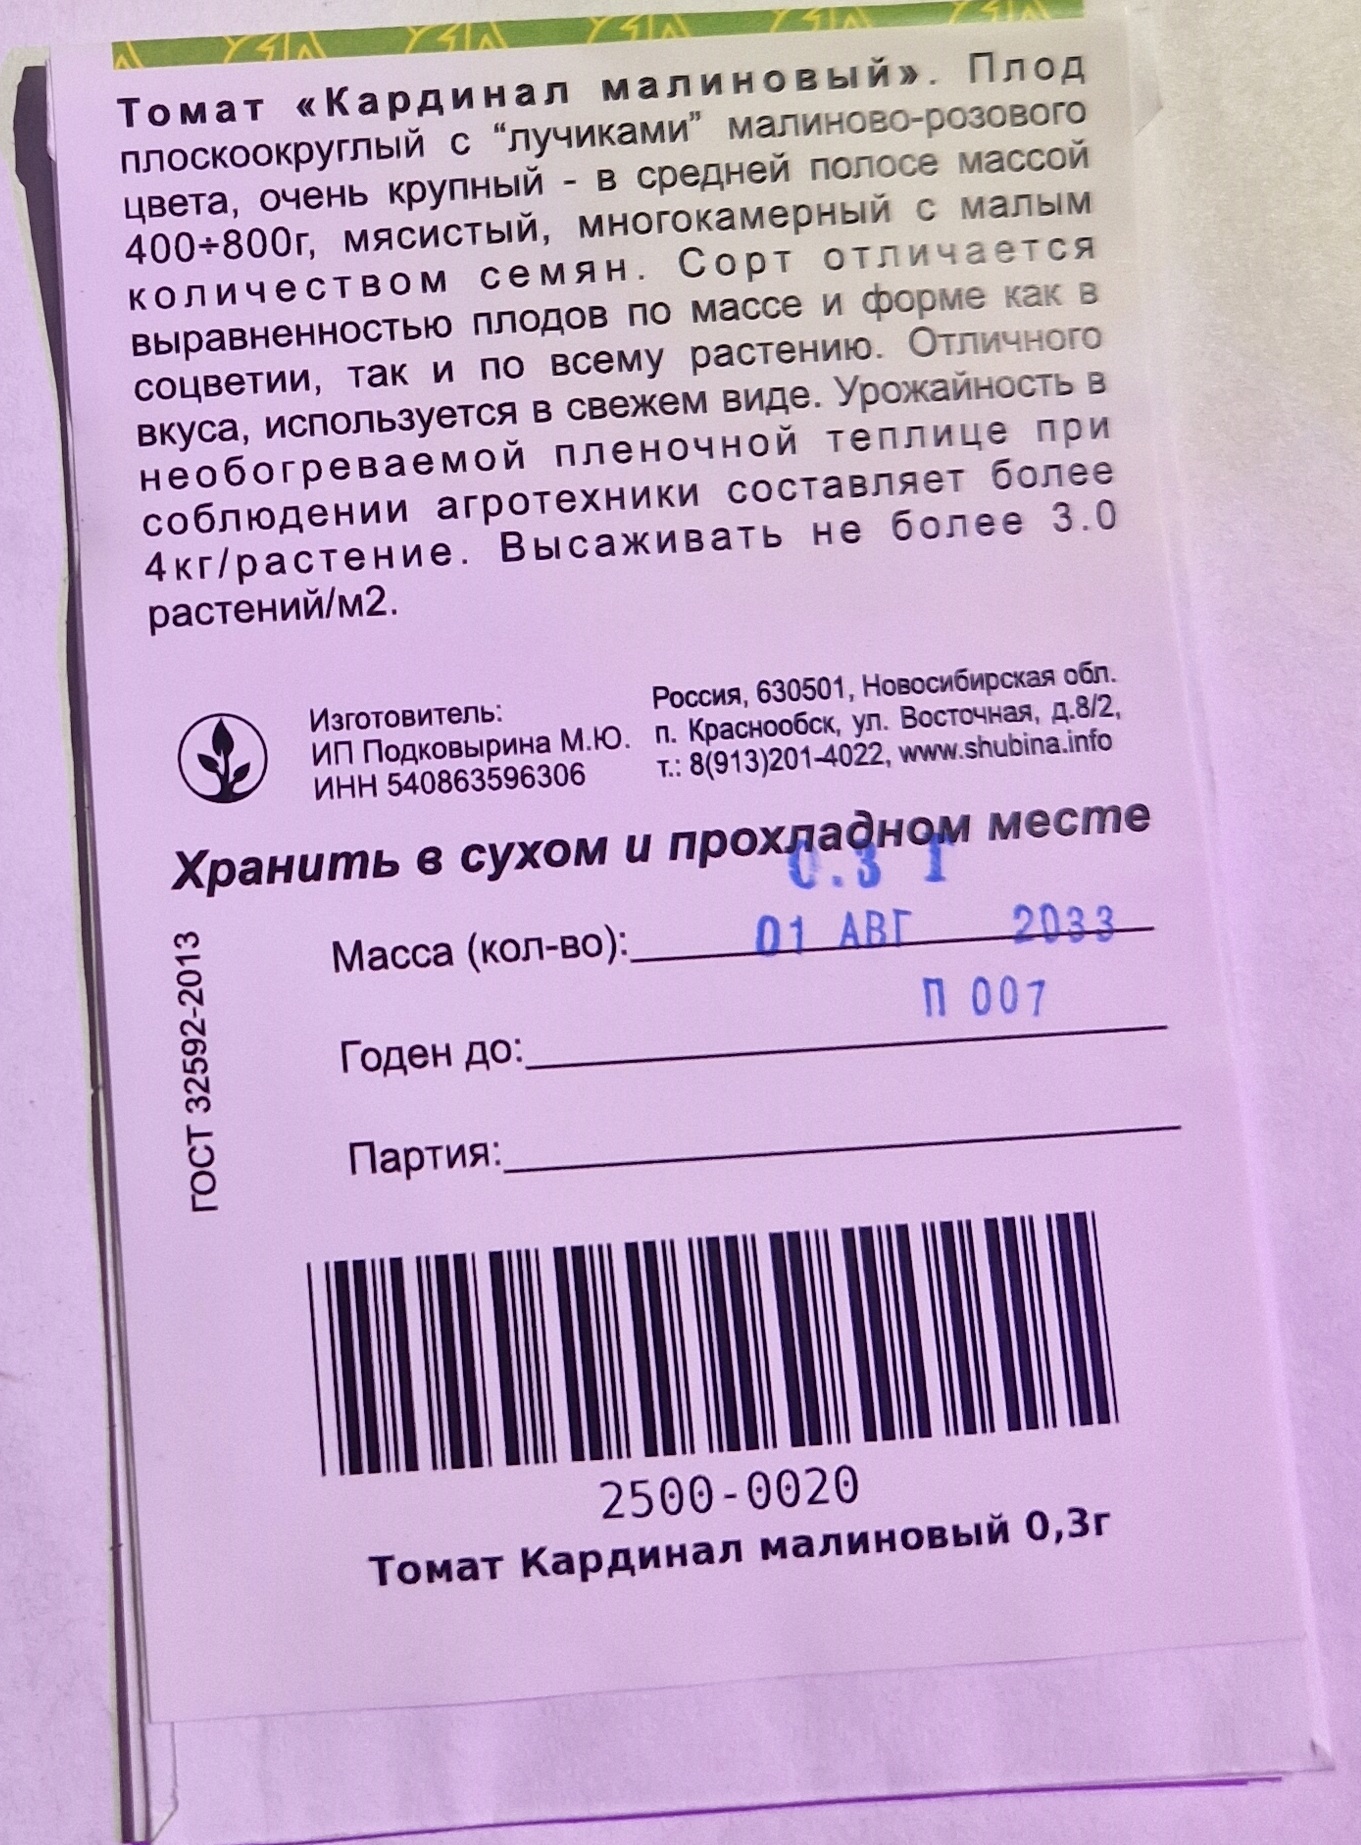 Томат «Кардинал малиновый». Плод
плоскоокруглый с “лучиками” малиново-розового
цвета, очень крупный - в средней полосе массой
400÷800г, мясистый, многокамерный с малым
количеством семян. Сорт отличается
выравненностью плодов по массе и форме как в
соцветии, так и по всему растению. Отличного
вкуса, используется в свежем виде. Урожайность в
необогреваемой пленочной теплице при
соблюдении агротехники составляет более
4кг/растение. Высаживать не более 3.0
растений/м2.
Изготовитель:
ИП Подковырина М.Ю.
ИНН 540863596306
Россия, 630501, Новосибирская обл.
п. Краснообск, ул. Восточная, д.8/2,
т.: 8(913)201-4022, www.shubina.info
Хранить в сухом и прохладном месте
0.3 Г
Масса (кол-во):
01 АВГ 2033
П 007
Годен до:
Партия:
ГОСТ 32592-2013
2500-0020
Томат Кардинал малиновый 0,3г